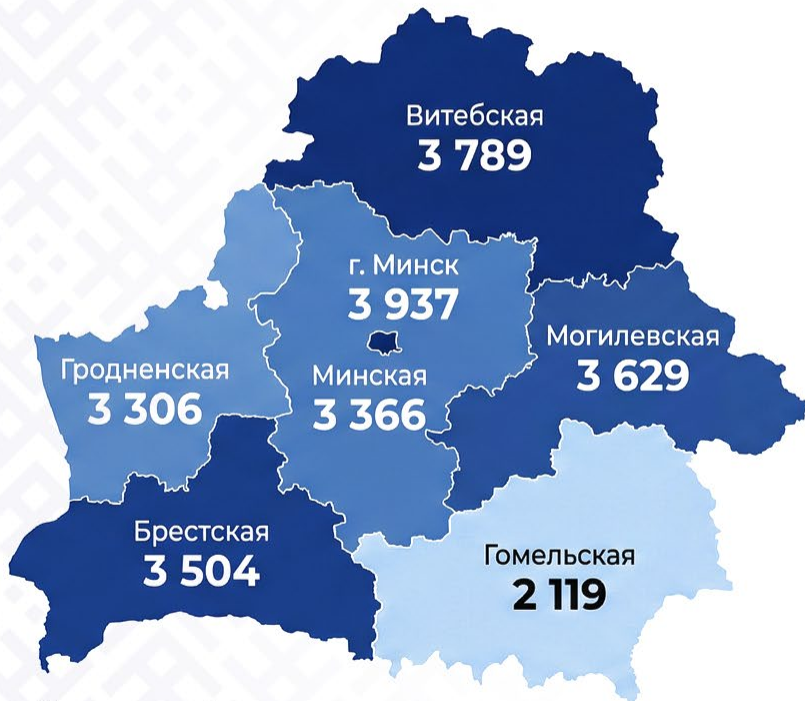 Витебская
3 789
г. Минск
3 937
Могилевская
3 629
Гродненская
3 306
Минская
3 366
Брестская
3 504
Гомельская
2 119